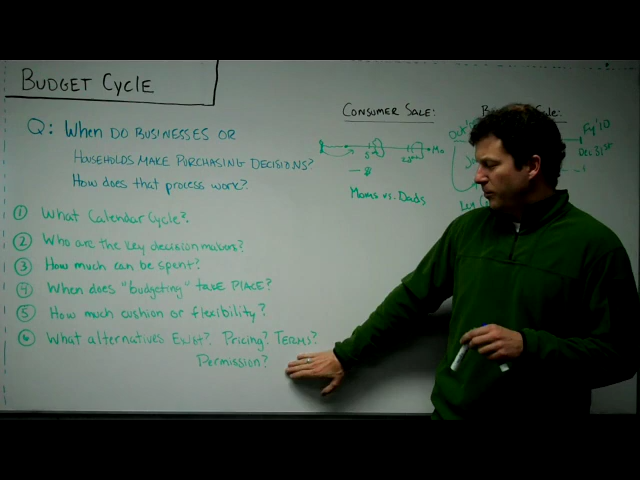 BUDGET CYCLE
Q: WHEN DO BUSINESSES OR
HOUSEHOLDS MAKE PURCHASING DECISIONS?
How does that process work?
① What Calendar Cycle?
② Who are the key decision makers?
③ How much can be spent?
④ When does "budgeting" TAKE PLACE?
⑤ How much cushion or flexibility?
⑥ What alternatives Exist? Pricing? TERMS?
Permission?
CONSUMER SALE:
$
Moms vs. Dads
Sale:
Fy'10
Dec. 31st